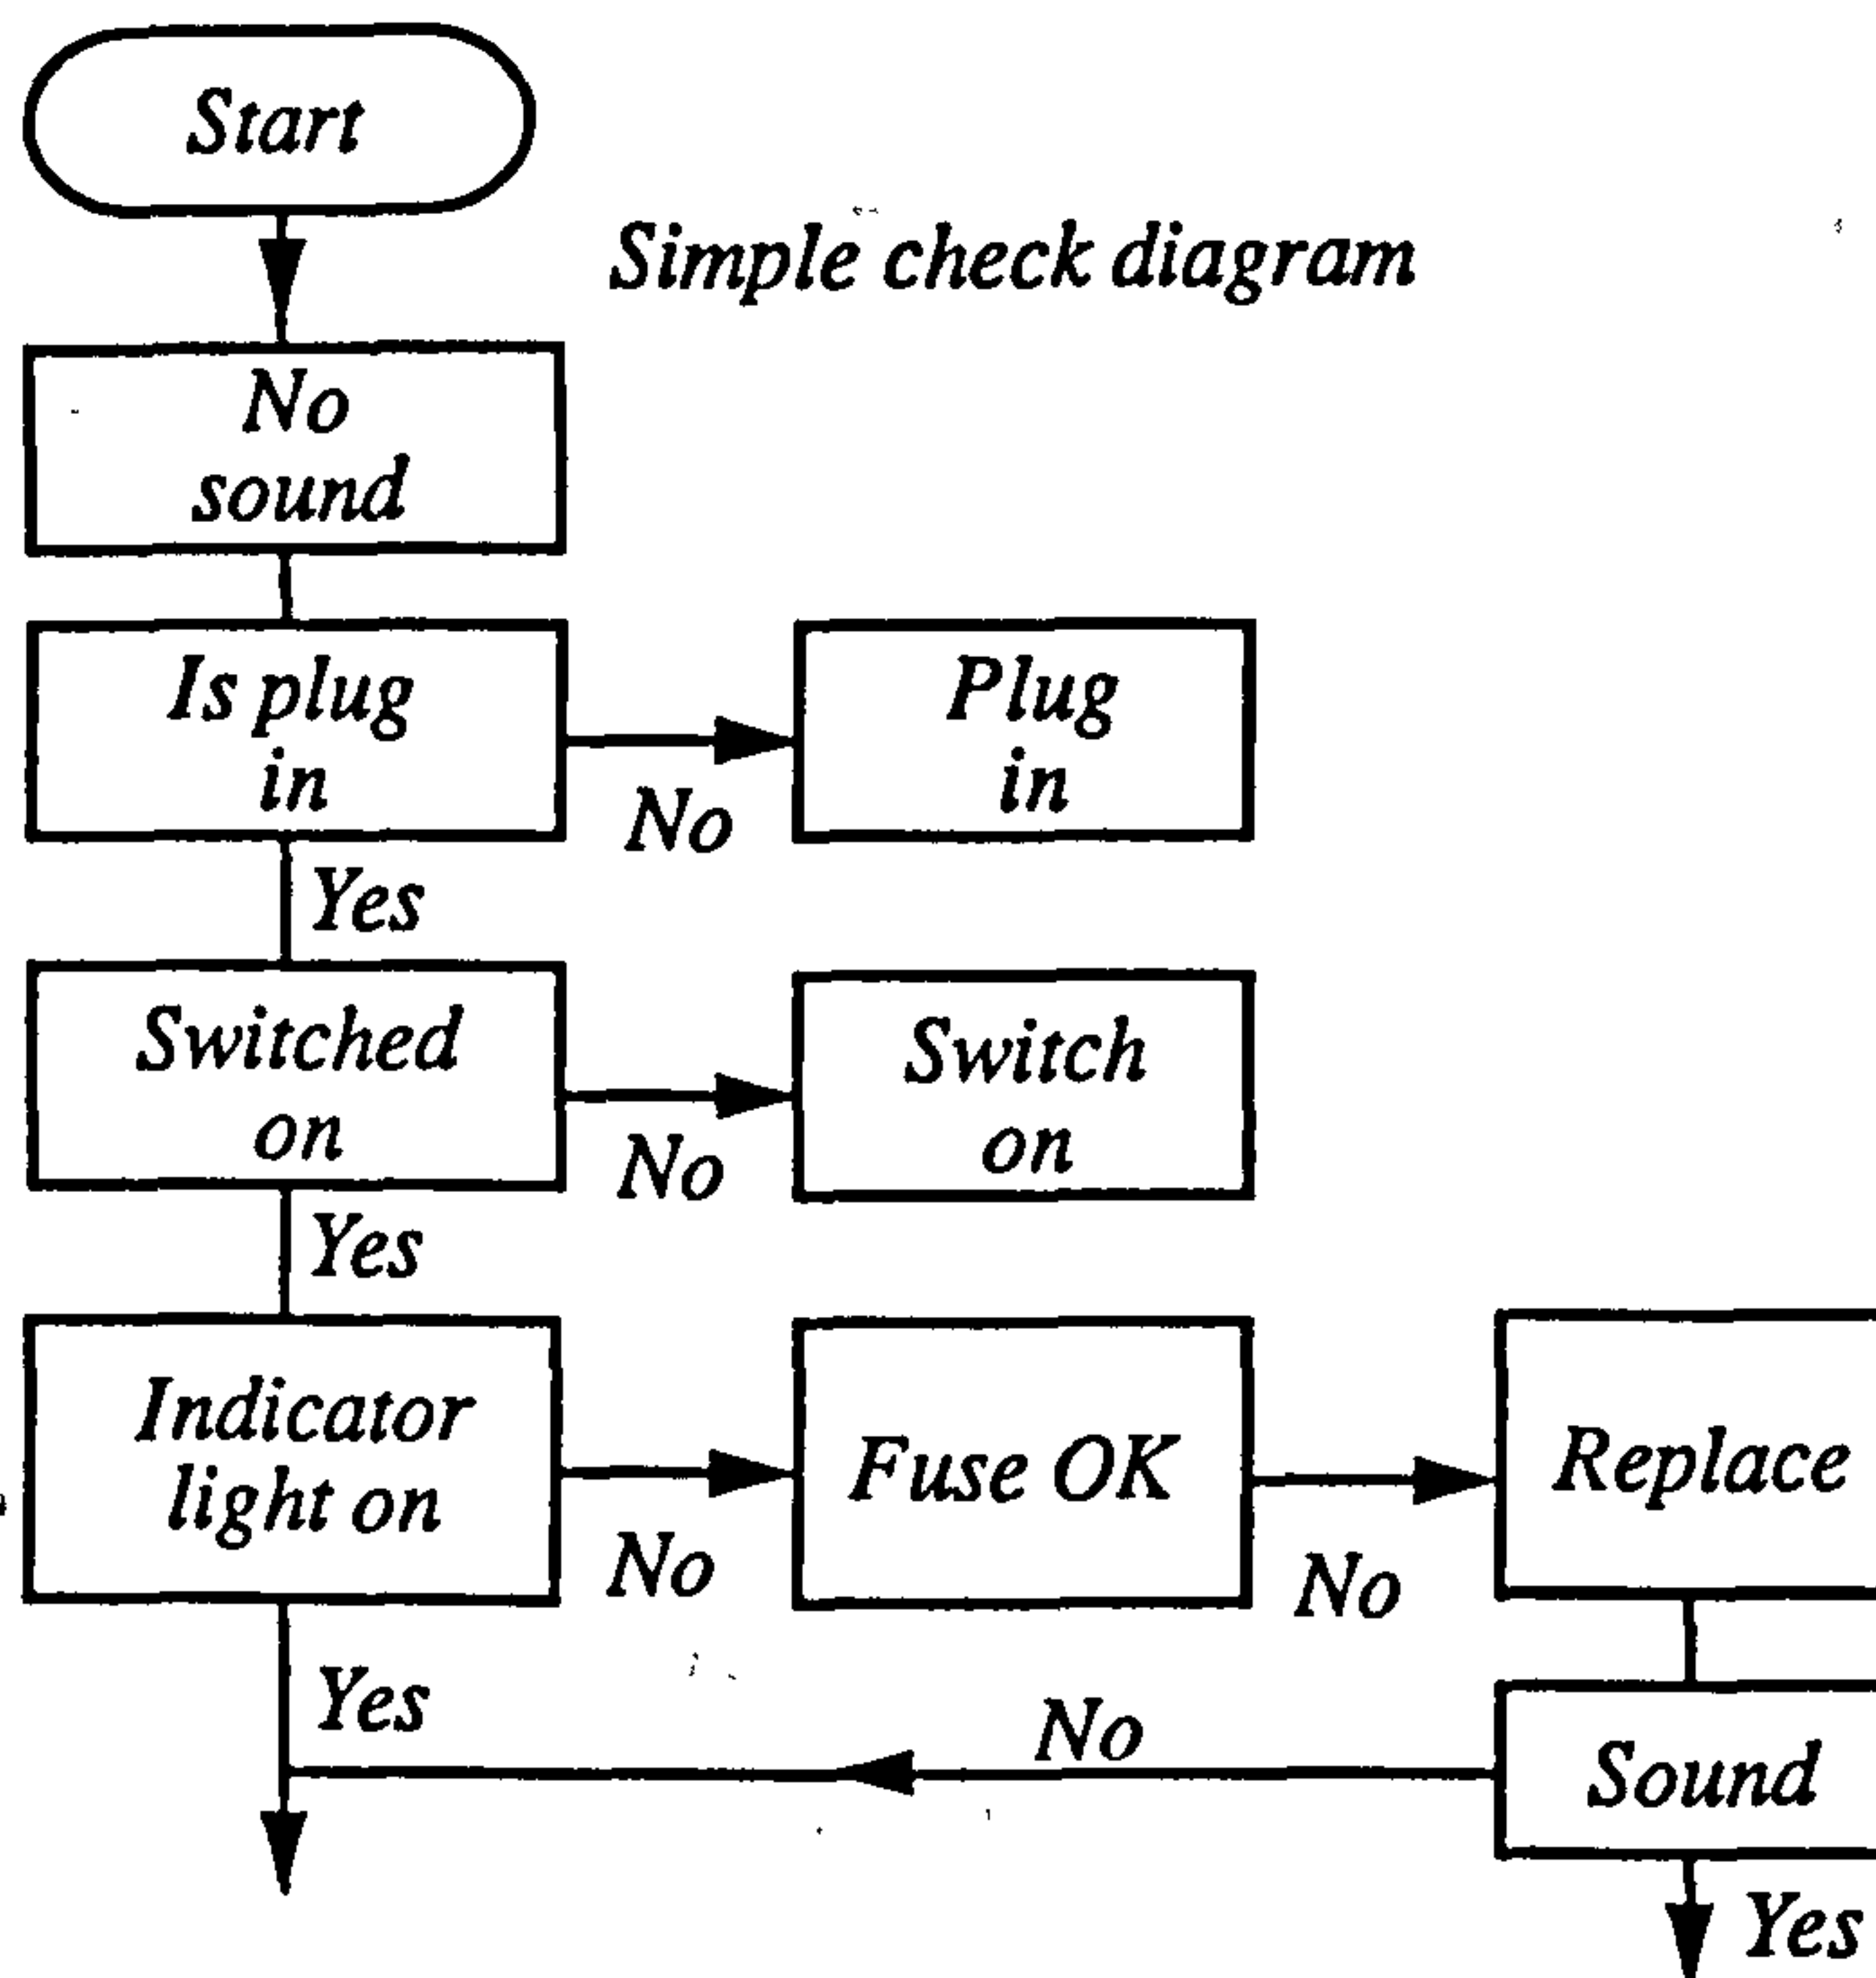 Start
Simple check diagram
No
sound
Is plug
in
No
Plug
in
Yes
Switched
on
No
Switch
on
Yes
Indicator
light on
No
Fuse OK
No
Replace
Yes
No
Sound
Yes